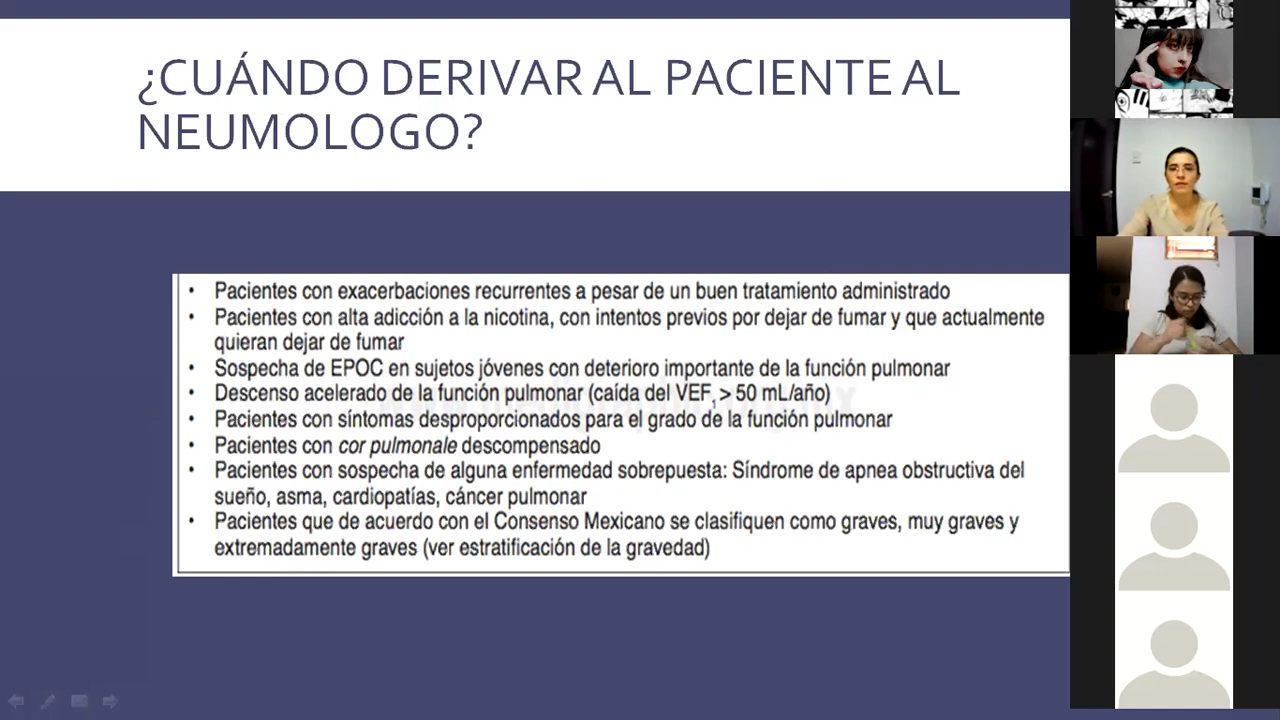 ¿CUÁNDO DERIVAR AL PACIENTE AL
NEUMOLOGO?
• Pacientes con exacerbaciones recurrentes a pesar de un buen tratamiento administrado
• Pacientes con alta adicción a la nicotina, con intentos previos por dejar de fumar y que actualmente
quieran dejar de fumar
• Sospecha de EPOC en sujetos jóvenes con deterioro importante de la función pulmonar
• Descenso acelerado de la función pulmonar (caída del VEF₁ > 50 mL/año)
• Pacientes con síntomas desproporcionados para el grado de la función pulmonar
• Pacientes con cor pulmonale descompensado
• Pacientes con sospecha de alguna enfermedad sobrepuesta: Síndrome de apnea obstructiva del
sueño, asma, cardiopatías, cáncer pulmonar
• Pacientes que de acuerdo con el Consenso Mexicano se clasifiquen como graves, muy graves y
extremadamente graves (ver estratificación de la gravedad)